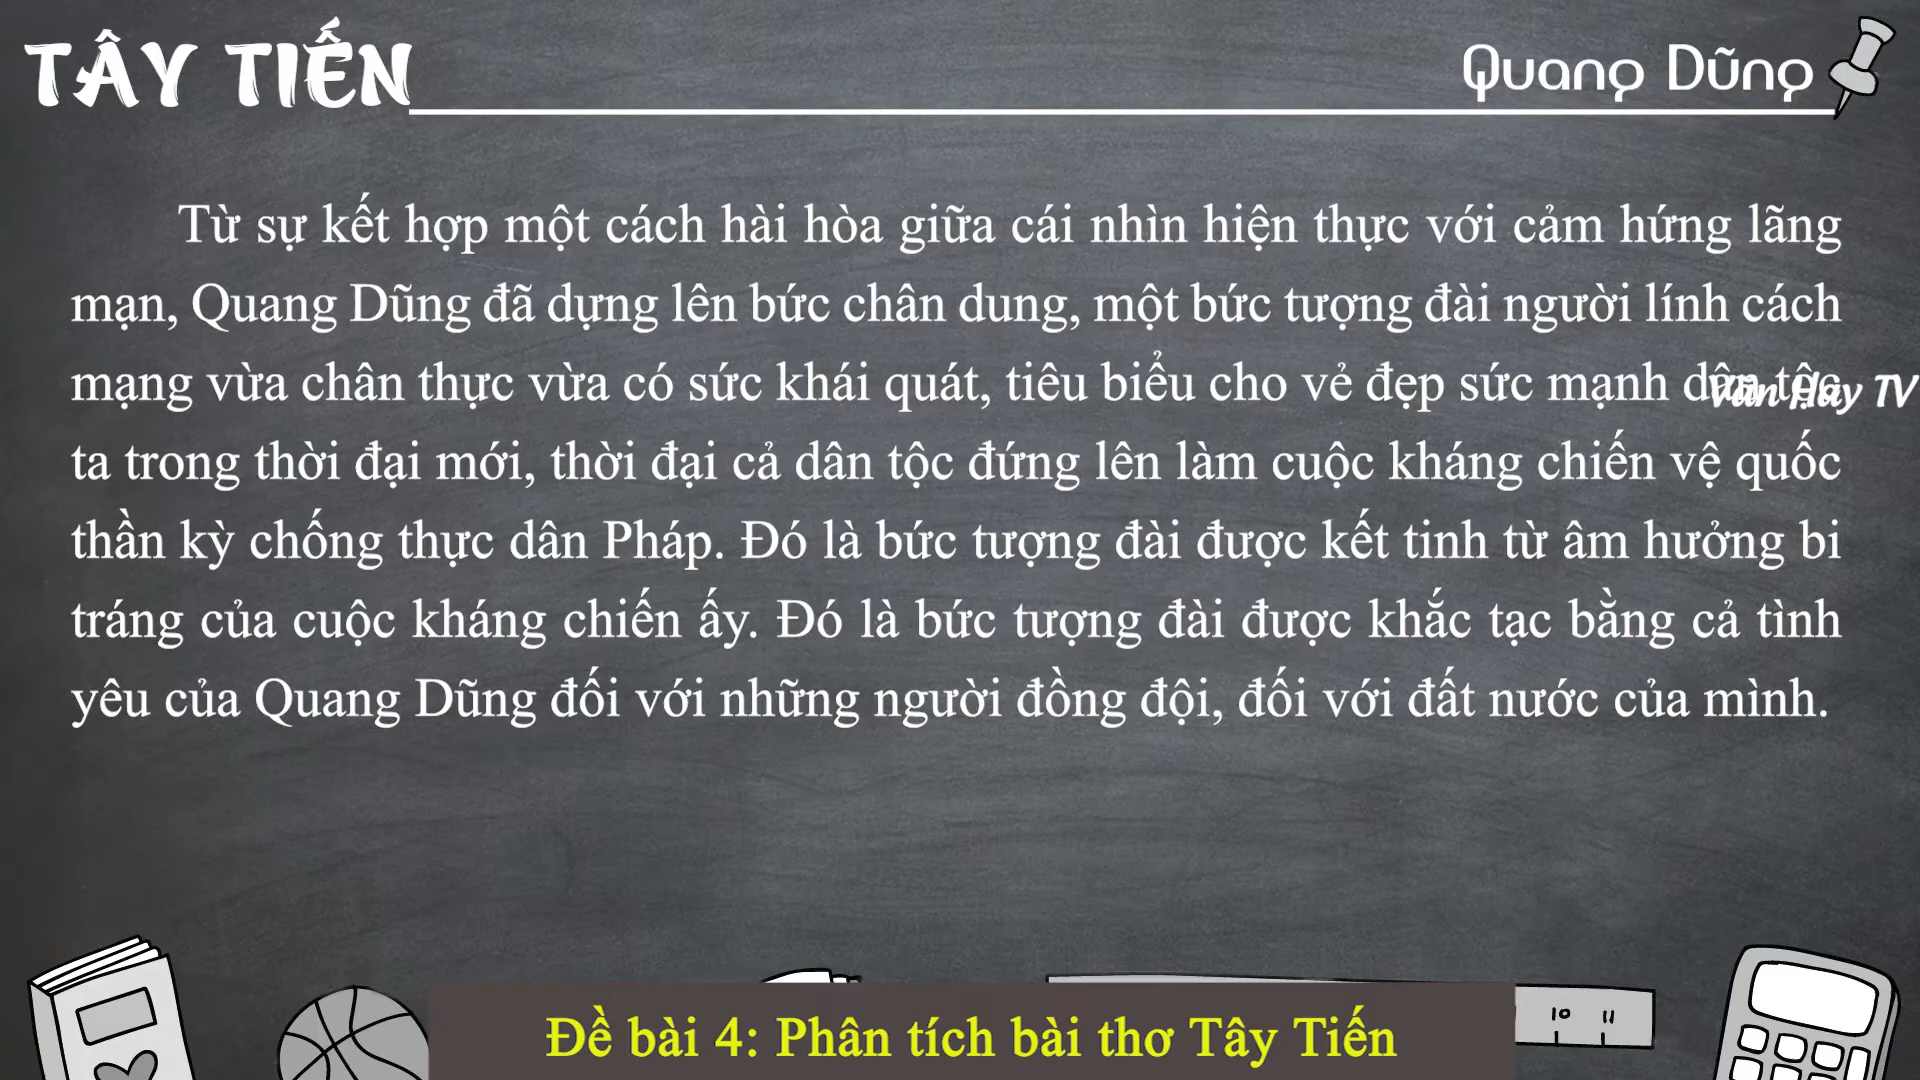 TÂY TIẾN
Quang Dũng
Từ sự kết hợp một cách hài hòa giữa cái nhìn hiện thực với cảm hứng lãng
mạn, Quang Dũng đã dựng lên bức chân dung, một bức tượng đài người lính cách
mạng vừa chân thực vừa có sức khái quát, tiêu biểu cho vẻ đẹp sức mạnh dân tộc
Văn Hay TV
ta trong thời đại mới, thời đại cả dân tộc đứng lên làm cuộc kháng chiến vệ quốc
thần kỳ chống thực dân Pháp. Đó là bức tượng đài được kết tinh từ âm hưởng bi
tráng của cuộc kháng chiến ấy. Đó là bức tượng đài được khắc tạc bằng cả tình
yêu của Quang Dũng đối với những người đồng đội, đối với đất nước của mình.
10 11
Đề bài 4: Phân tích bài thơ Tây Tiến